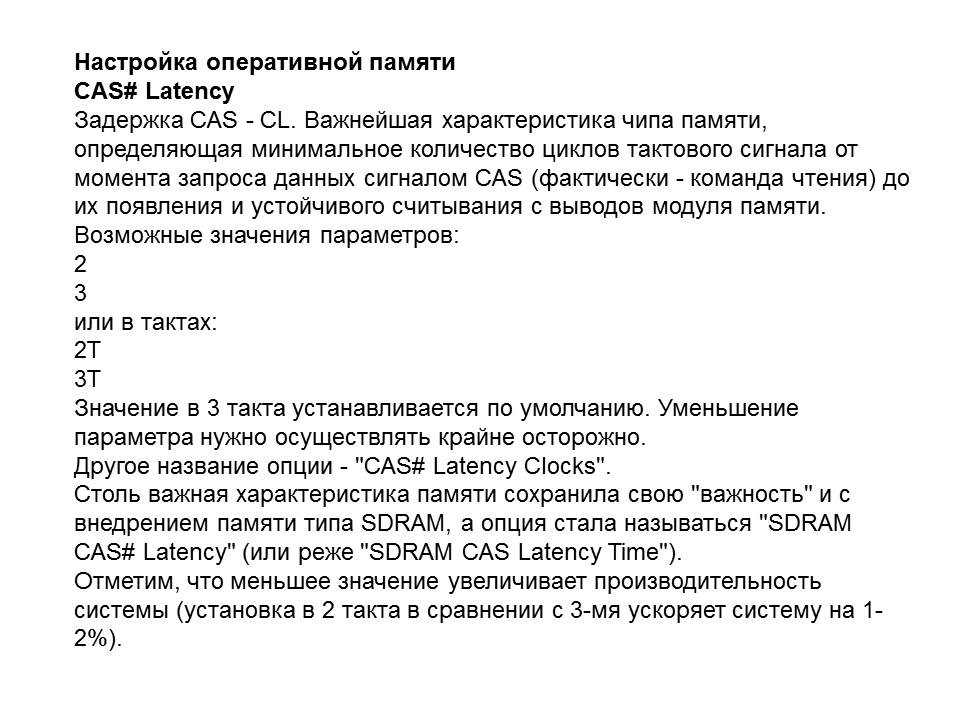 Настройка оперативной памяти
CAS# Latency
Задержка CAS - CL. Важнейшая характеристика чипа памяти,
определяющая минимальное количество циклов тактового сигнала от
момента запроса данных сигналом CAS (фактически - команда чтения) до
их появления и устойчивого считывания с выводов модуля памяти.
Возможные значения параметров:
2
3
или в тактах:
2T
3T
Значение в 3 такта устанавливается по умолчанию. Уменьшение
параметра нужно осуществлять крайне осторожно.
Другое название опции - "CAS# Latency Clocks".
Столь важная характеристика памяти сохранила свою "важность" и с
внедрением памяти типа SDRAM, а опция стала называться "SDRAM
CAS# Latency" (или реже "SDRAM CAS Latency Time").
Отметим, что меньшее значение увеличивает производительность
системы (установка в 2 такта в сравнении с 3-мя ускоряет систему на 1-
2%).